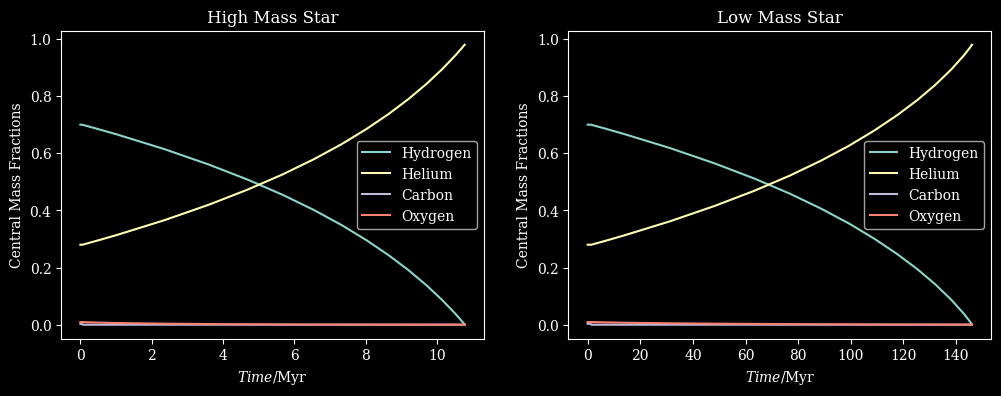 High Mass Star
Central Mass Fractions
1.0
0.8
0.6
0.4
0.2
0.0
Hydrogen
Helium
Carbon
Oxygen
0 2 4 6 8 10
Time/Myr
Low Mass Star
Central Mass Fractions
1.0
0.8
0.6
0.4
0.2
0.0
Hydrogen
Helium
Carbon
Oxygen
0 20 40 60 80 100 120 140
Time/Myr